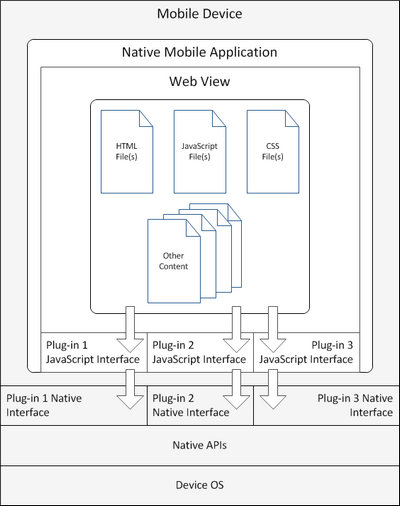 Mobile Device
Native Mobile Application
Web View
HTML
File(s)
JavaScript
File(s)
CSS
File(s)
Other
Content
Plug-in 1
JavaScript Interface
Plug-in 2
JavaScript Interface
Plug-in 3
JavaScript Interface
Plug-in 1 Native
Interface
Plug-in 2
Native Interface
Plug-in 3 Native
Interface
Native APIs
Device OS